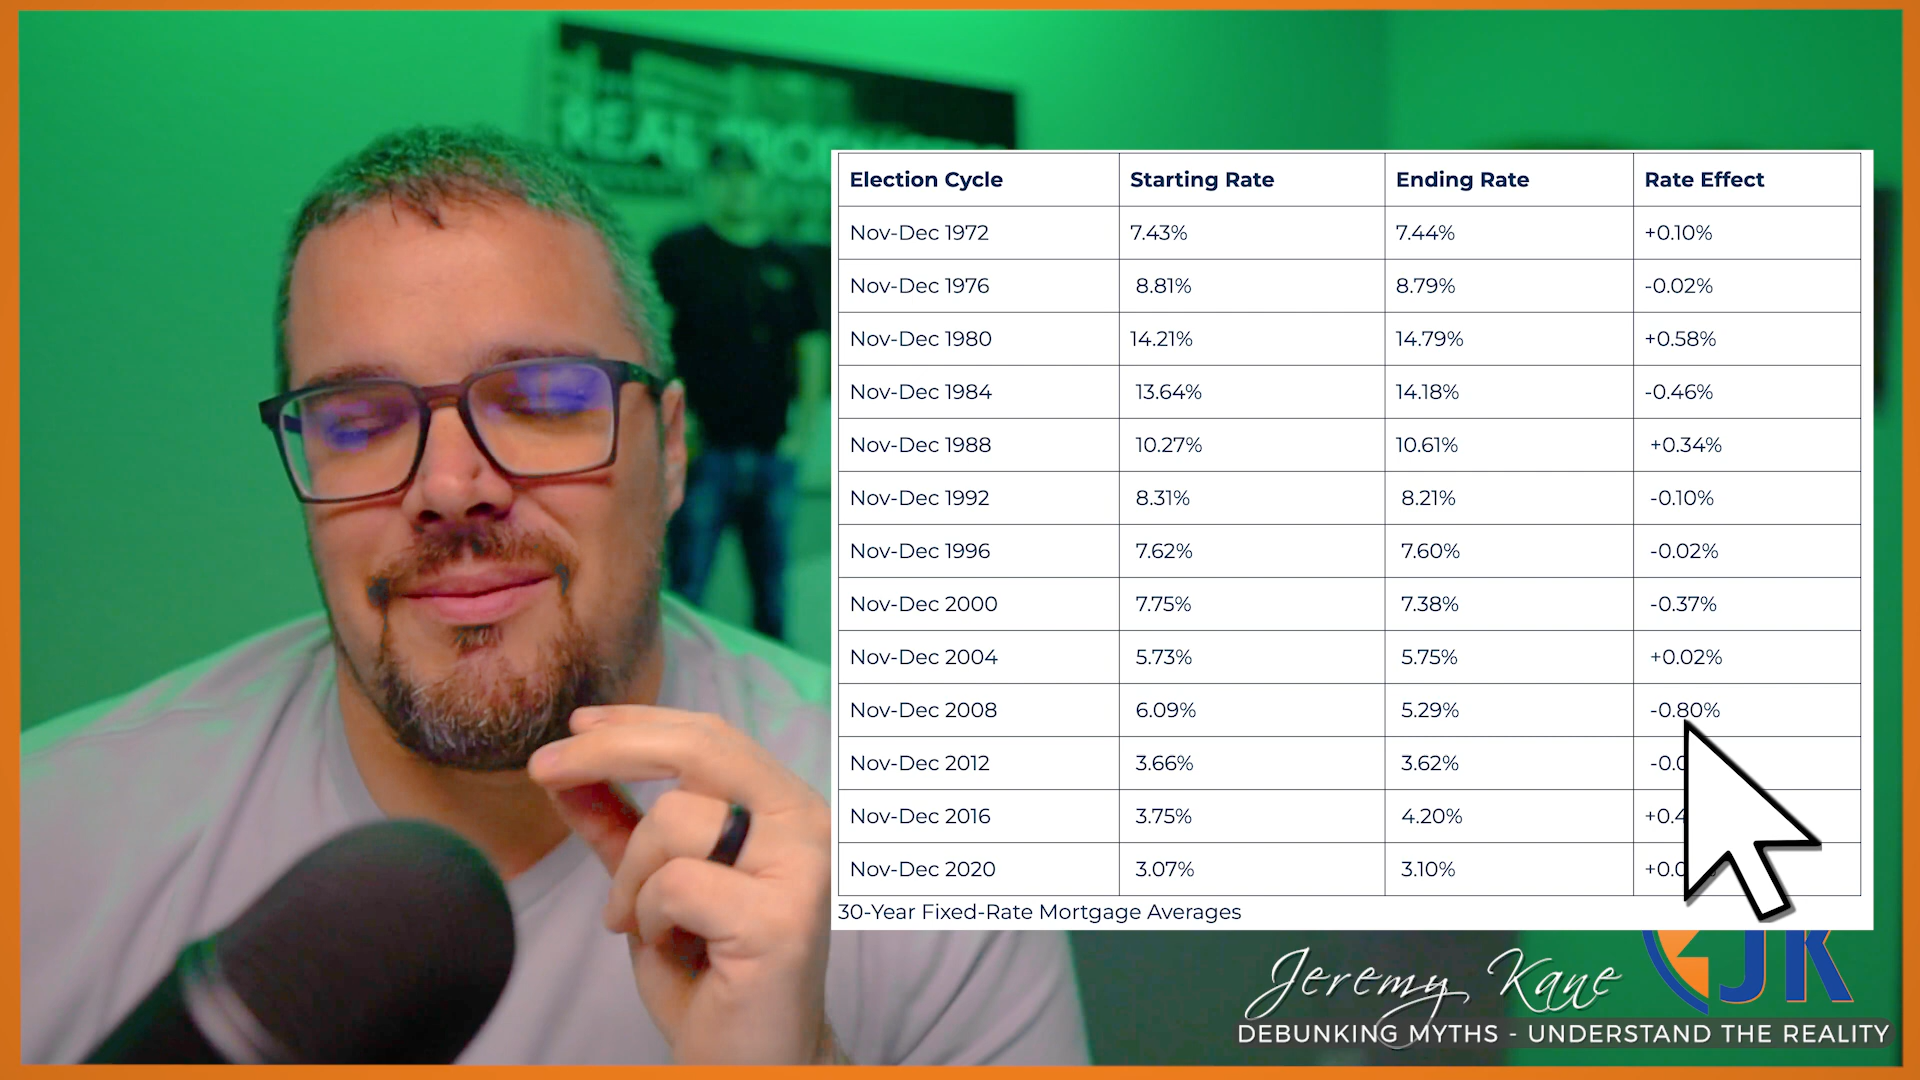 REAL
Election Cycle Starting Rate Ending Rate Rate Effect
Nov-Dec 1972 7.43% 7.44% +0.10%
Nov-Dec 1976 8.81% 8.79% -0.02%
Nov-Dec 1980 14.21% 14.79% +0.58%
Nov-Dec 1984 13.64% 14.18% -0.46%
Nov-Dec 1988 10.27% 10.61% +0.34%
Nov-Dec 1992 8.31% 8.21% -0.10%
Nov-Dec 1996 7.62% 7.60% -0.02%
Nov-Dec 2000 7.75% 7.38% -0.37%
Nov-Dec 2004 5.73% 5.75% +0.02%
Nov-Dec 2008 6.09% 5.29% -0.80%
Nov-Dec 2012 3.66% 3.62%
Nov-Dec 2016 3.75% 4.20%
Nov-Dec 2020 3.07% 3.10%
30-Year Fixed-Rate Mortgage Averages
JK
Jeremy Kane
DEBUNKING MYTHS - UNDERSTAND THE REALITY